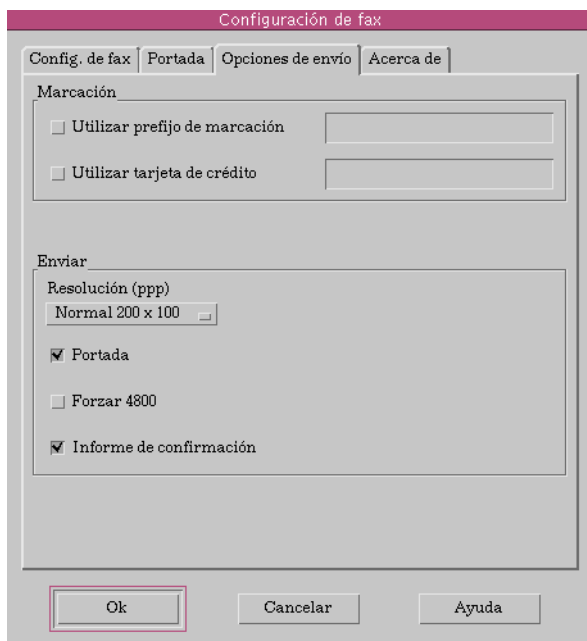 Configuración de fax
Config. de fax Portada Opciones de envío Acerca de
Marcación
Utilizar prefijo de marcación
Utilizar tarjeta de crédito
Enviar
Resolución (ppp)
Normal 200 x 100
Portada
Forzar 4800
Informe de confirmación
Ok Cancelar Ayuda